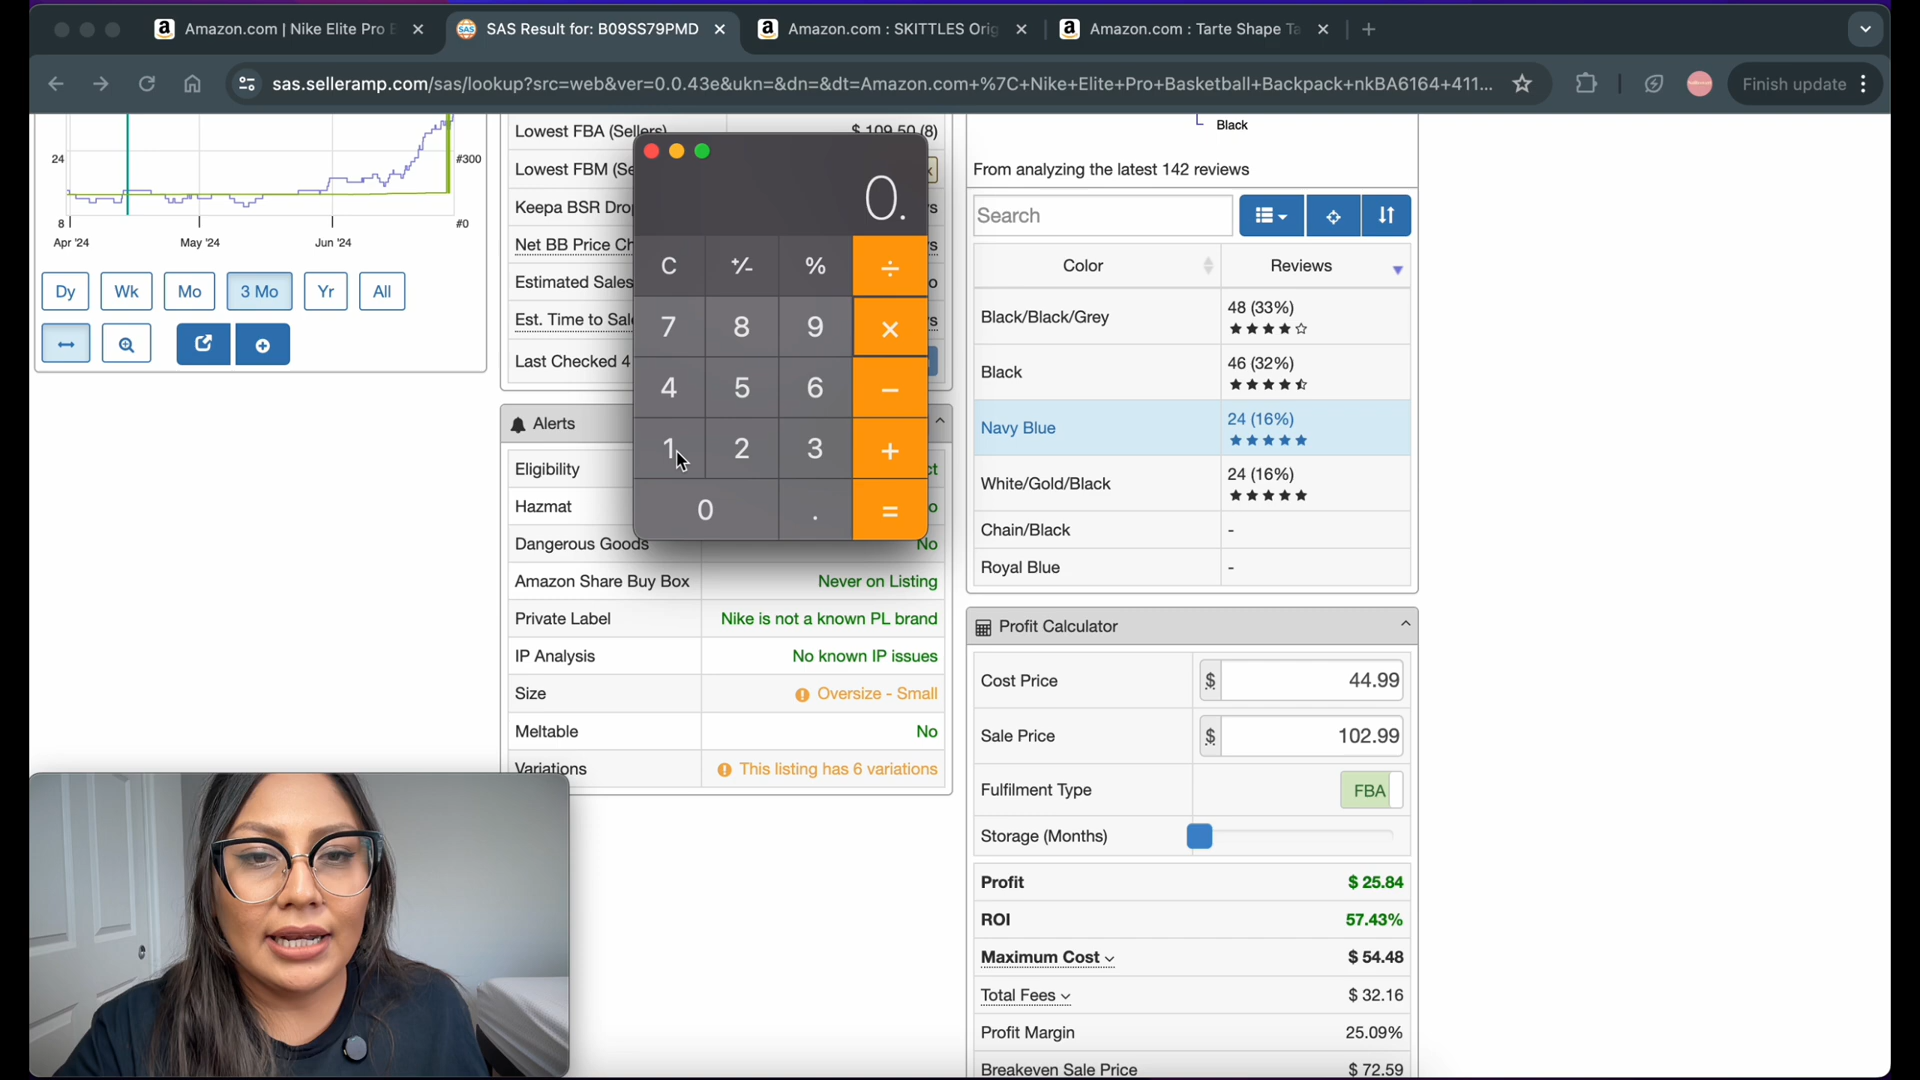 Amazon.com | Nike Elite Pro B
SAS Result for: B09SS79PMD
Amazon.com : SKITTLES Orig
Amazon.com : Tarte Shape Ta
sas.selleramp.com/sas/lookup?src=web&ver=0.0.43e&ukn=&dn=&dt=Amazon.com+%7C+Nike+Elite+Pro+Basketball+Backpack+nkBA6164+411...
Finish update
24
8
#300
#0
Apr '24
May '24
Jun '24
Dy
Wk
Mo
3 Mo
Yr
All
Lowest FBA (Sellers)
$ 109.50 (8)
Lowest FBM (Se
x
Keepa BSR Drop
s
Net BB Price Ch
s
Estimated Sales
o
Est. Time to Sal
s
Last Checked 4
0.
C
+⁄-
%
÷
7
8
9
×
4
5
6
−
1
2
3
+
0
.
=
Alerts
Eligibility
ct
Hazmat
o
Dangerous Goods
No
Amazon Share Buy Box
Never on Listing
Private Label
Nike is not a known PL brand
IP Analysis
No known IP issues
Size
Oversize - Small
Meltable
No
Variations
This listing has 6 variations
Black
From analyzing the latest 142 reviews
Search
Color
Reviews
Black/Black/Grey
48 (33%)
Black
46 (32%)
Navy Blue
24 (16%)
White/Gold/Black
24 (16%)
Chain/Black
-
Royal Blue
-
Profit Calculator
Cost Price
$ 44.99
Sale Price
$ 102.99
Fulfilment Type
FBA
Storage (Months)
Profit
$ 25.84
ROI
57.43%
Maximum Cost
$ 54.48
Total Fees
$ 32.16
Profit Margin
25.09%
Breakeven Sale Price
$ 72.59